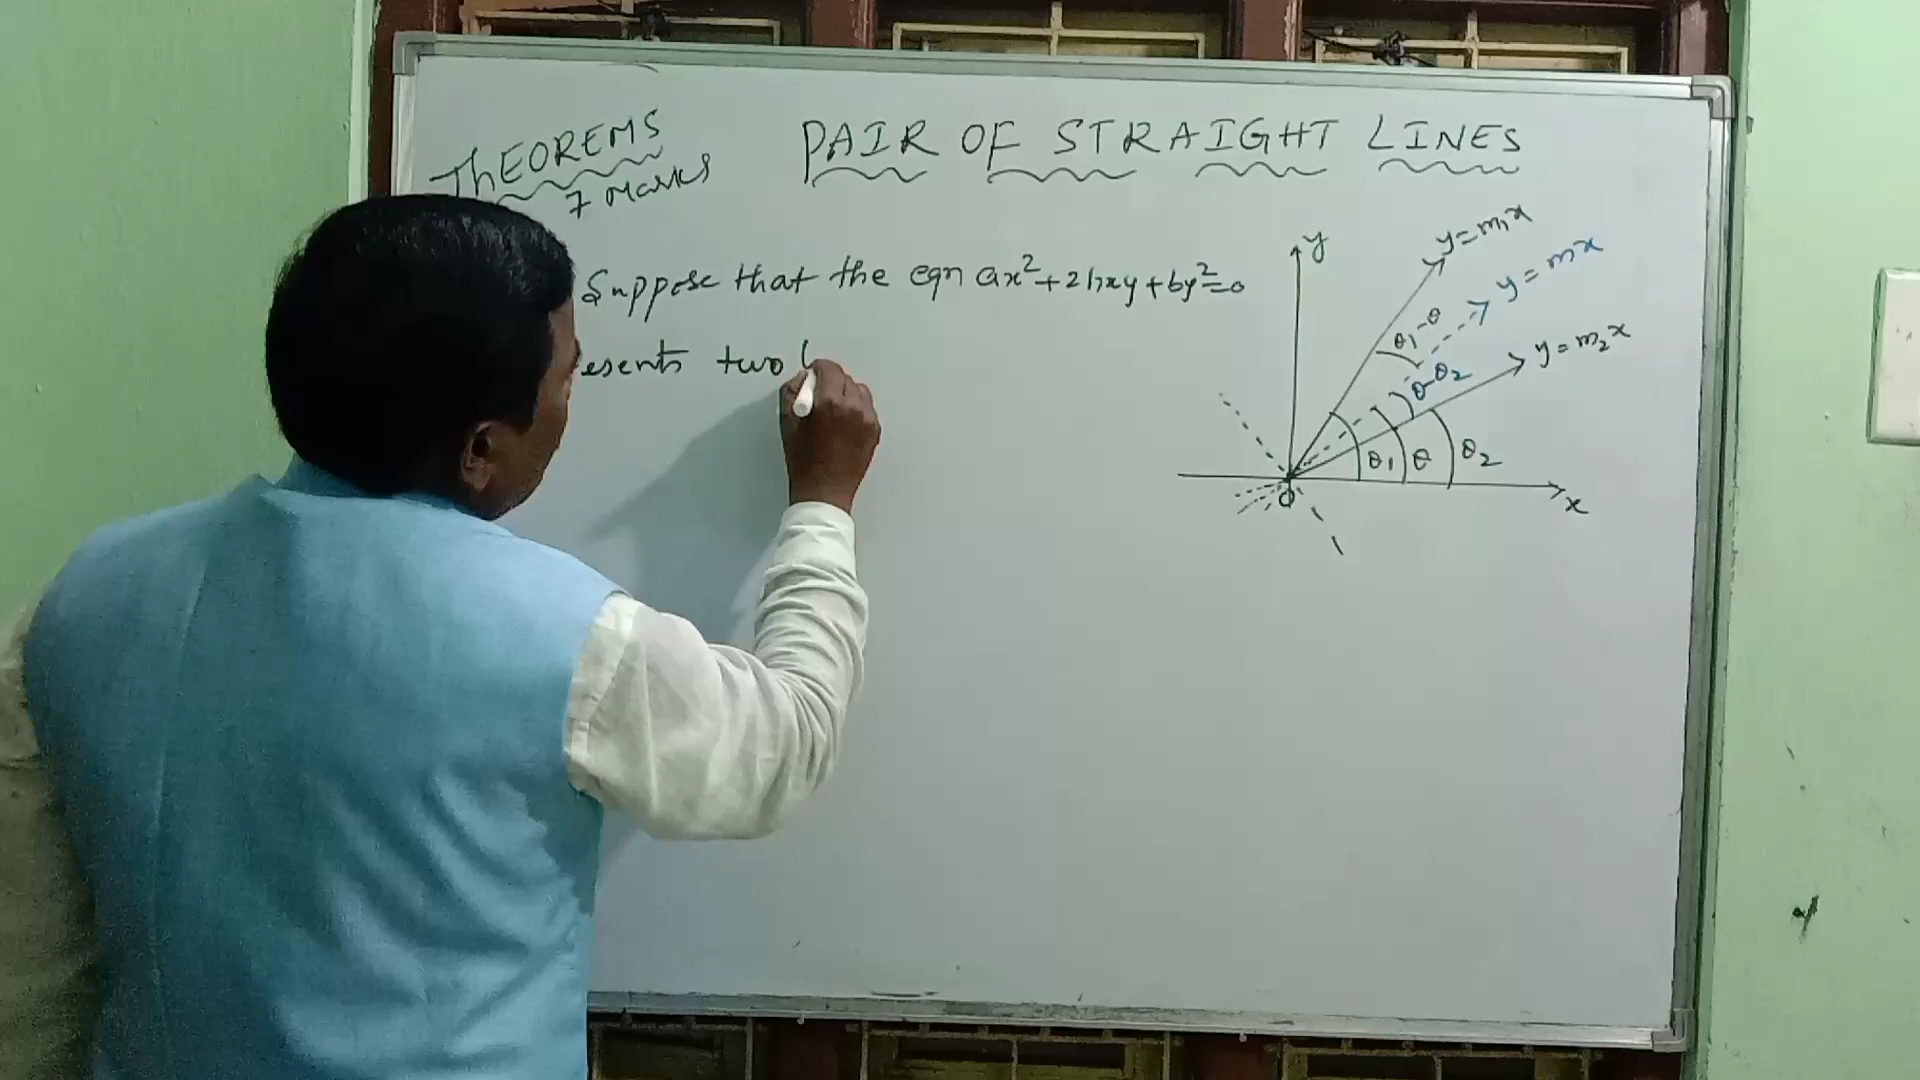 THEOREMS
7 Marks
PAIR OF STRAIGHT LINES
Suppose that the eqn ax²+2hxy+by²=0
esents two l
y
y=m₁x
y=mx
y=m₂x
θ₁-θ
θ-θ₂
θ₁
θ
θ₂
O
x